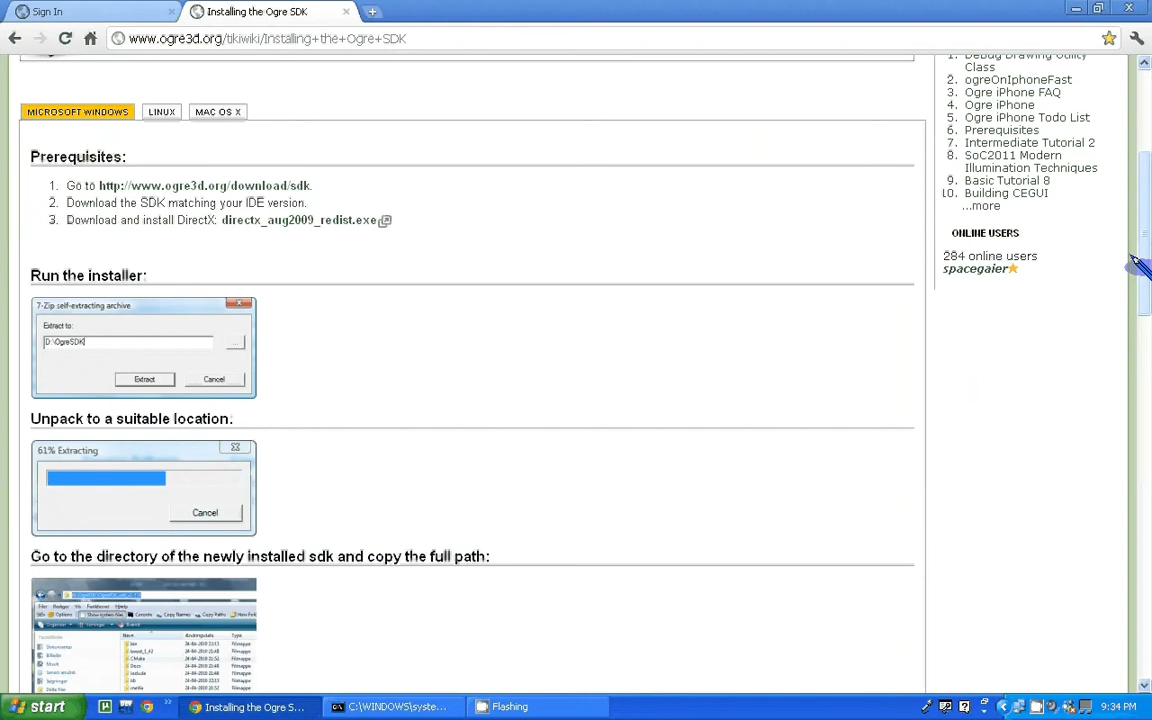 Sign In
Installing the Ogre SDK
www.ogre3d.org/tikiwiki/Installing+the+Ogre+SDK
1. Debug Drawing Utility
Class
2. ogreOnIphoneFast
3. Ogre iPhone FAQ
4. Ogre iPhone
5. Ogre iPhone Todo List
6. Prerequisites
7. Intermediate Tutorial 2
8. SoC2011 Modern
Illumination Techniques
9. Basic Tutorial 8
10. Building CEGUI
...more
ONLINE USERS
284 online users
spacegaier
MICROSOFT WINDOWS
LINUX
MAC OS X
Prerequisites:
1. Go to http://www.ogre3d.org/download/sdk.
2. Download the SDK matching your IDE version.
3. Download and install DirectX: directx_aug2009_redist.exe
Run the installer:
7-Zip self-extracting archive
Extract to:
D:\OgreSDK
...
Extract
Cancel
Unpack to a suitable location:
61% Extracting
Cancel
Go to the directory of the newly installed sdk and copy the full path:
start
Installing the Ogre S...
C:\WINDOWS\syste...
Flashing
9:34 PM